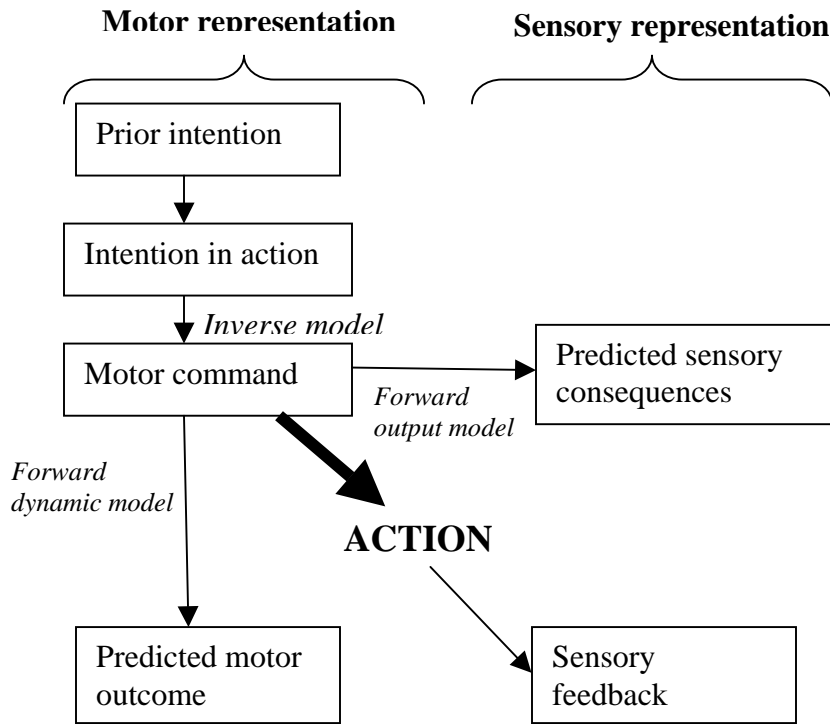 Motor representation
Sensory representation
Prior intention
Intention in action
Inverse model
Motor command
Predicted sensory
consequences
Forward
output model
Forward
dynamic model
ACTION
Predicted motor
outcome
Sensory
feedback